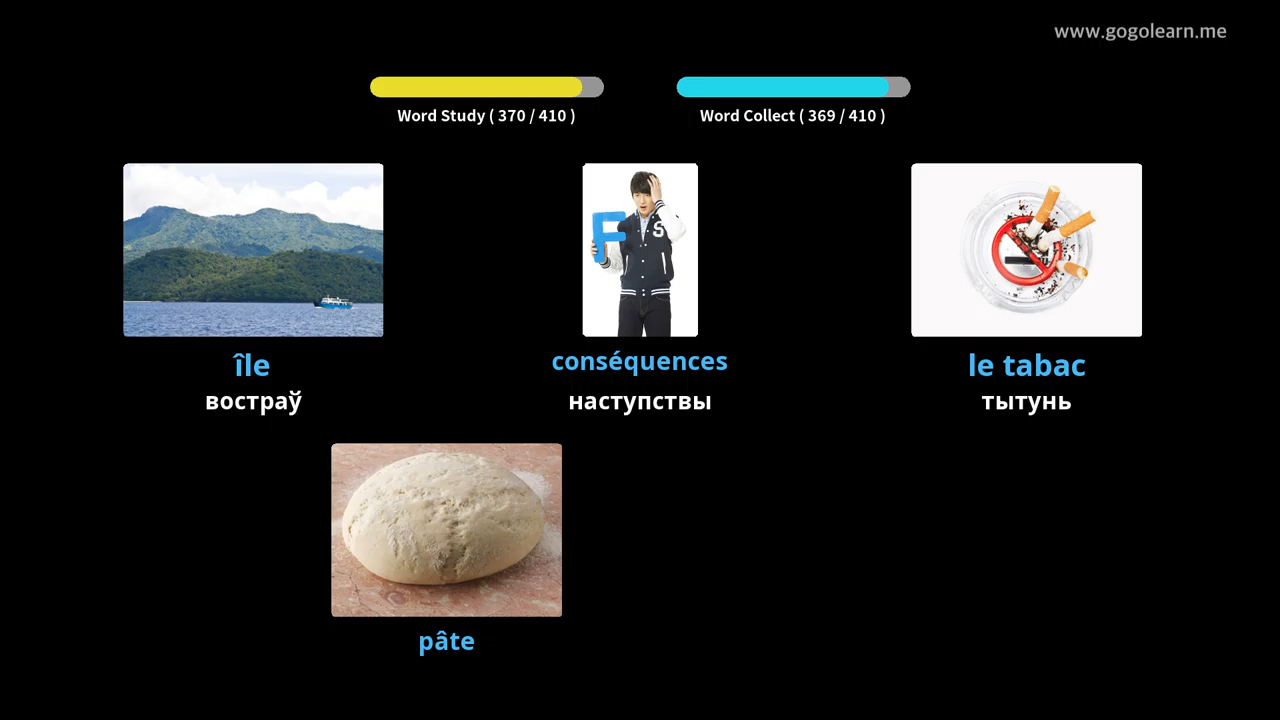 www.gogolearn.me
Word Study ( 370 / 410 )
Word Collect ( 369 / 410 )
F
S
île
conséquences
le tabac
востраў
наступствы
тытунь
pâte